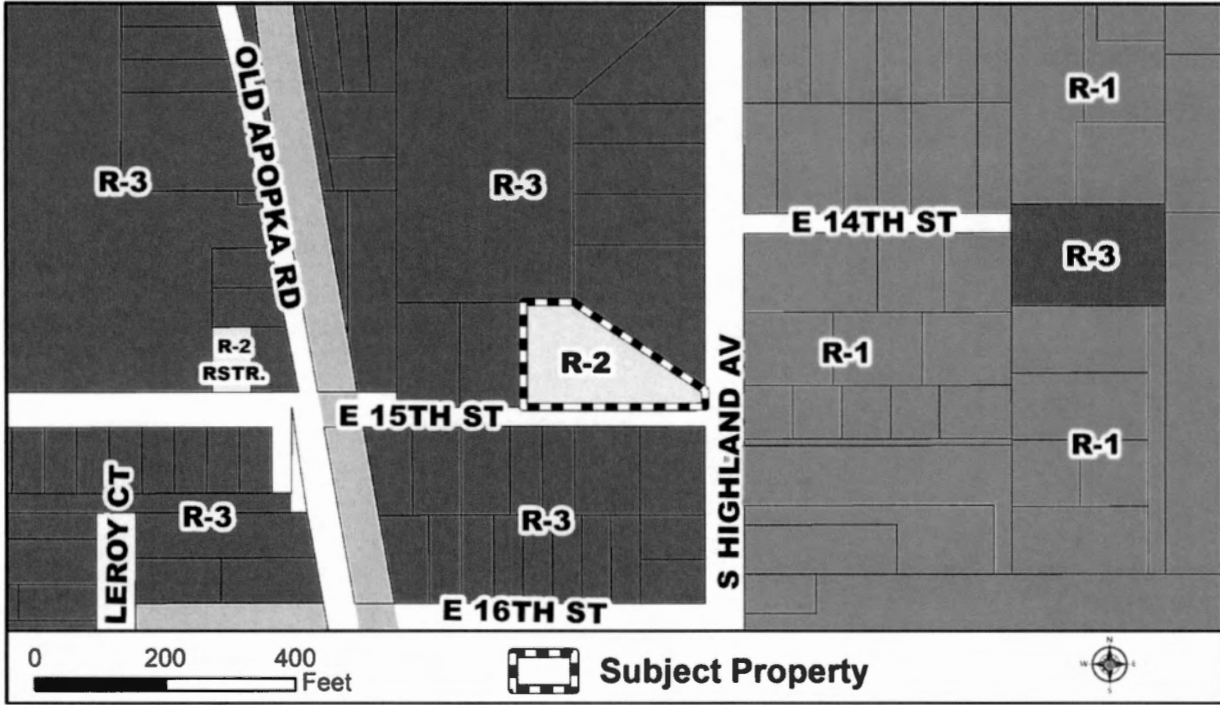 R-1
OLD APOPKA RD
R-3
R-3
E 14TH ST
R-3
R-2
RSTR.
R-2
R-1
S HIGHLAND AV
E 15TH ST
R-1
LEROY CT
R-3
R-3
E 16TH ST
0 200 400
Feet
Subject Property
N
W E
S